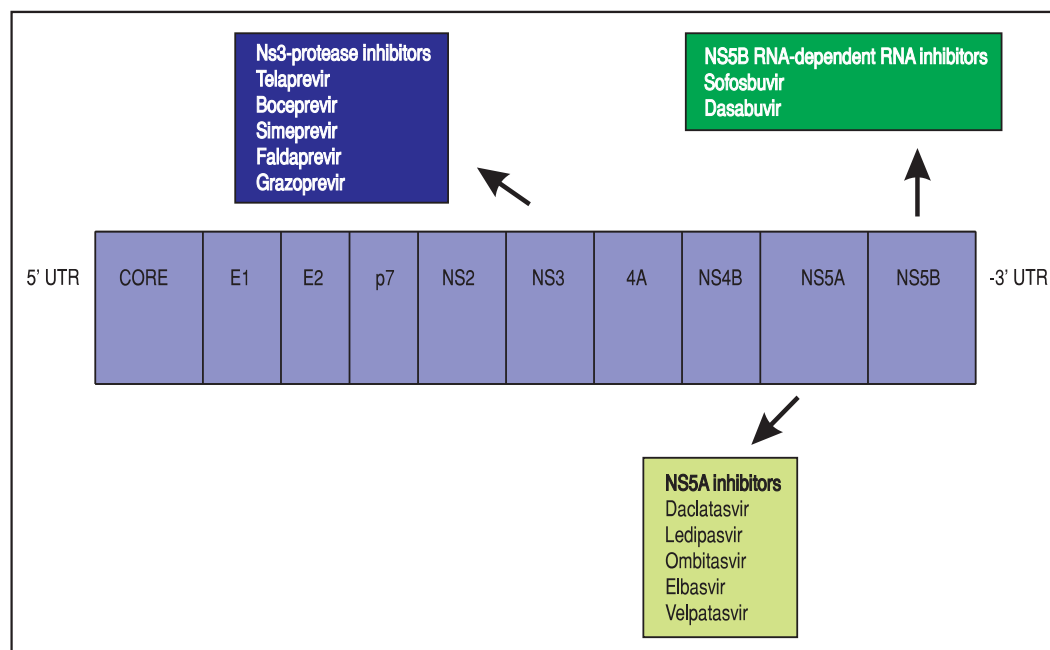 Ns3-protease inhibitors
Telaprevir
Boceprevir
Simeprevir
Faldaprevir
Grazoprevir
NS5B RNA-dependent RNA inhibitors
Sofosbuvir
Dasabuvir
5' UTR CORE E1 E2 p7 NS2 NS3 4A NS4B NS5A NS5B -3' UTR
NS5A inhibitors
Daclatasvir
Ledipasvir
Ombitasvir
Elbasvir
Velpatasvir